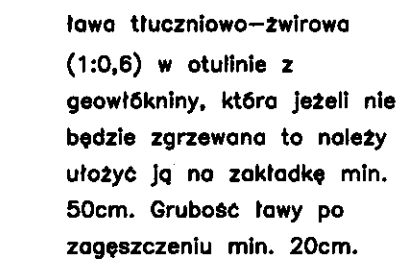 ława tłuczniowo-żwirowa
(1:0,6) w otulinie z
geowłókniny, która jeżeli nie
będzie zgrzewana to należy
ułożyć ją na zakładkę min.
50cm. Grubość ławy po
zagęszczeniu min. 20cm.